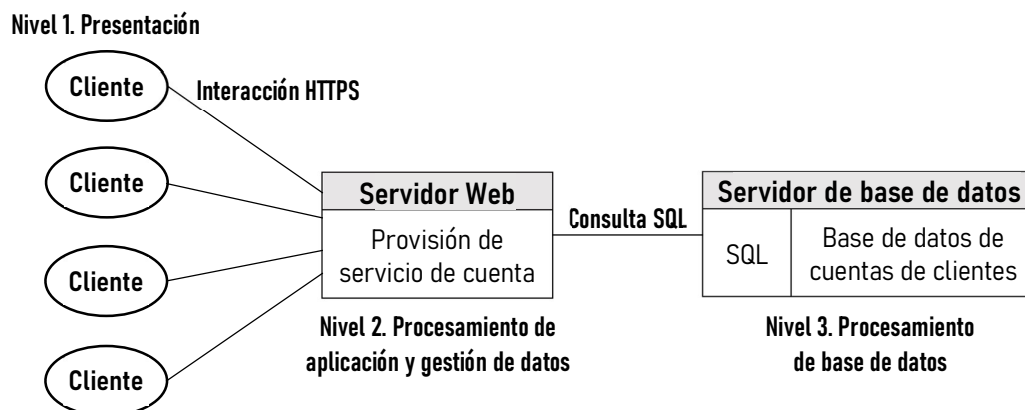 Nivel 1. Presentación
Cliente
Interacción HTTPS
Cliente
Cliente
Cliente
Servidor Web
Provisión de
servicio de cuenta
Nivel 2. Procesamiento de
aplicación y gestión de datos
Consulta SQL
Servidor de base de datos
SQL
Base de datos de
cuentas de clientes
Nivel 3. Procesamiento
de base de datos